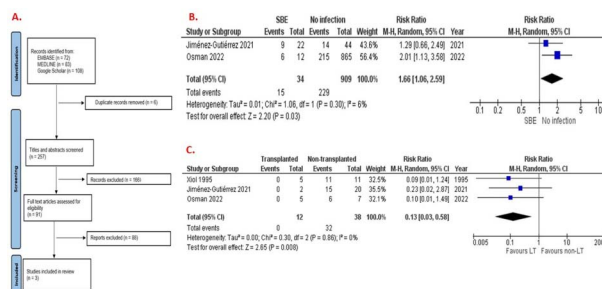 A.
Identification
Records identified from
EMBASE (n = 72)
MEDLINE (n = 83)
Google Scholar (n = 108)
Duplicate records removed (n = 6)
Screening
Titles and abstracts screened
(n = 257)
Records excluded (n = 166)
Full text articles assessed for
eligibility
(n = 91)
Reports excluded (n = 88)
Included
Studies included in review
(n = 3)
B.
SBE No infection Risk Ratio Risk Ratio
Study or Subgroup Events Total Events Total Weight M-H, Random, 95% CI Year M-H, Random, 95% CI
Jiménez-Gutiérrez 2021 9 22 14 44 43.6% 1.29 [0.66, 2.49] 2021
Osman 2022 6 12 215 865 56.4% 2.01 [1.13, 3.58] 2022
Total (95% CI) 34 909 100.0% 1.66 [1.06, 2.59]
Total events 15 229
Heterogeneity: Tau² = 0.01; Chi² = 1.06, df = 1 (P = 0.30); I² = 6%
Test for overall effect: Z = 2.20 (P = 0.03)
0.1 0.2 0.5 1 2 5 10
SBE No infection
C.
Transplanted Non-transplanted Risk Ratio Risk Ratio
Study or Subgroup Events Total Events Total Weight M-H, Random, 95% CI Year M-H, Random, 95% CI
Xiol 1995 0 5 11 11 32.5% 0.09 [0.01, 1.24] 1995
Jiménez-Gutiérrez 2021 0 2 15 20 35.5% 0.23 [0.02, 2.87] 2021
Osman 2022 0 5 6 7 32.0% 0.10 [0.01, 1.49] 2022
Total (95% CI) 12 38 100.0% 0.13 [0.03, 0.58]
Total events 0 32
Heterogeneity: Tau² = 0.00; Chi² = 0.30, df = 2 (P = 0.86); I² = 0%
Test for overall effect: Z = 2.65 (P = 0.008)
0.005 0.1 1 10 200
Favours LT Favours non-LT